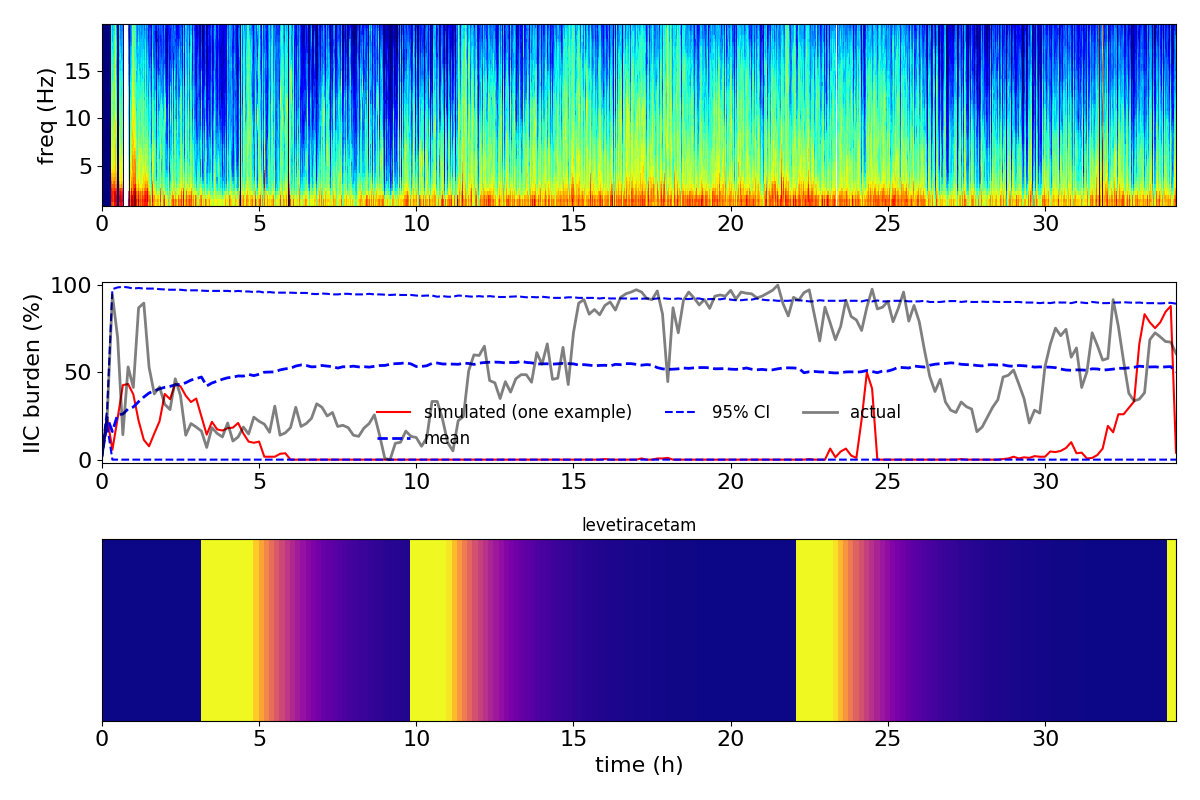 freq (Hz)
15
10
5
0 5 10 15 20 25 30
IIC burden (%)
100
50
0
simulated (one example) 95% CI actual
mean
0 5 10 15 20 25 30
levetiracetam
0 5 10 15 20 25 30
time (h)